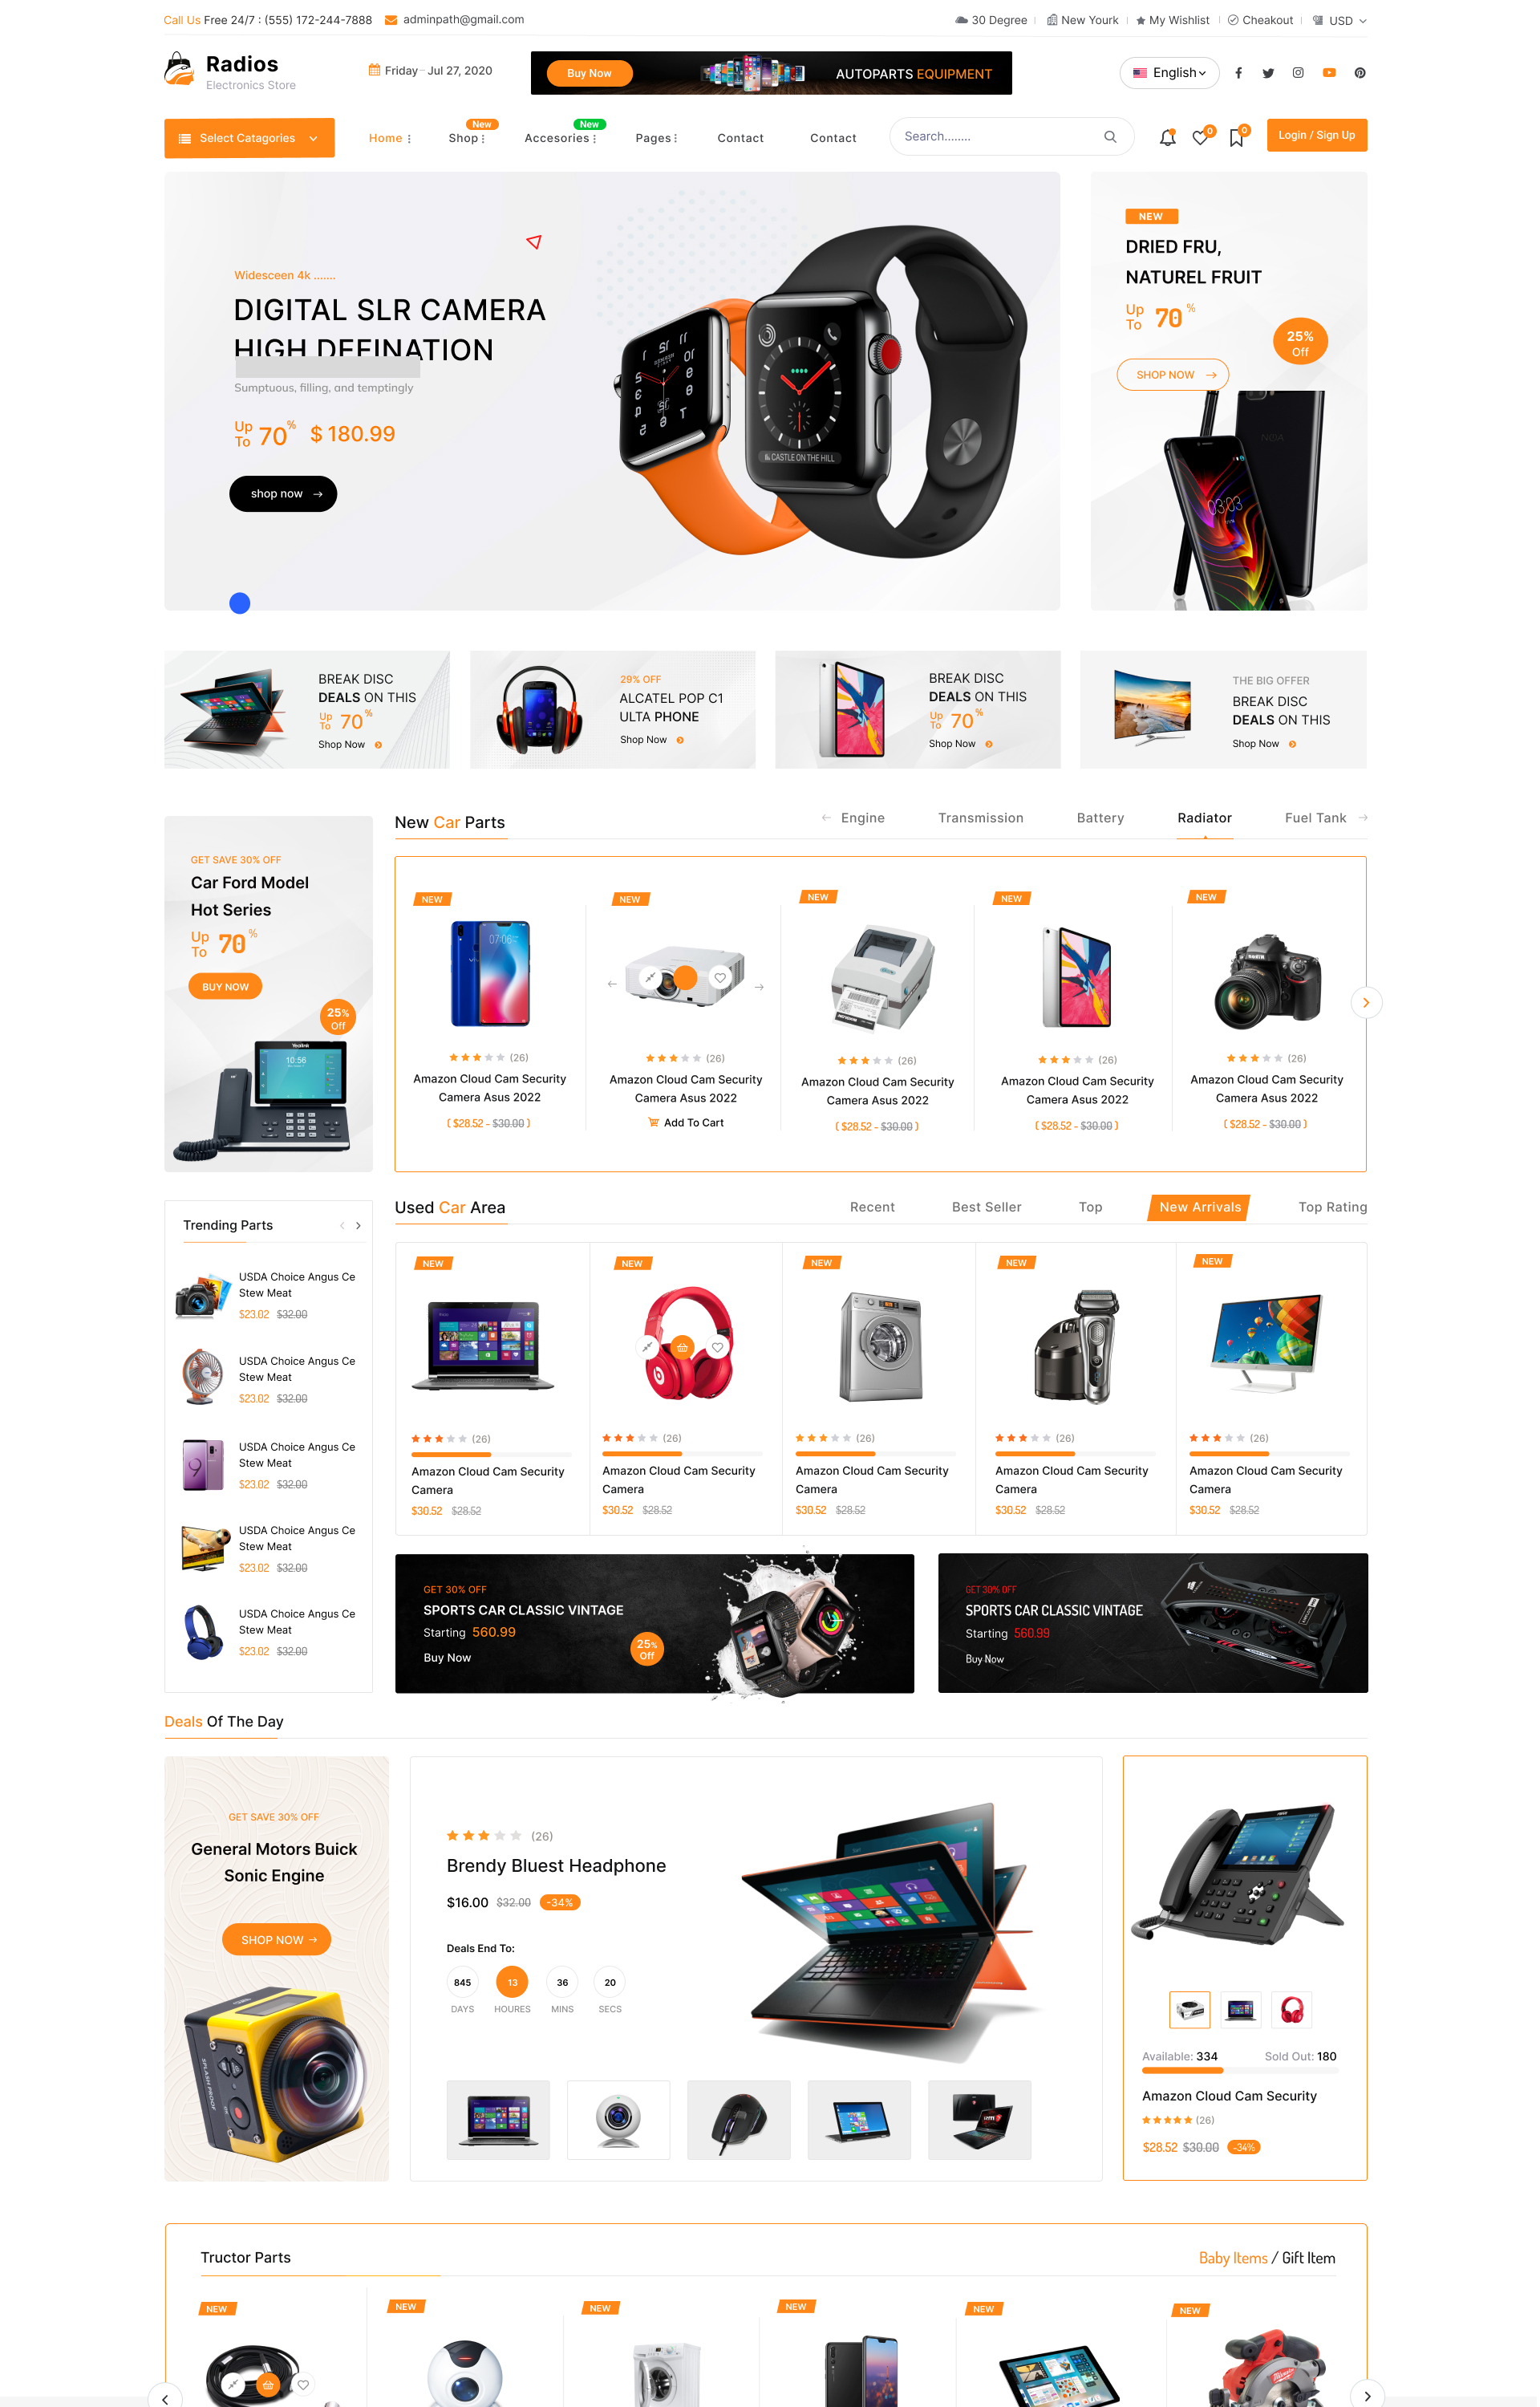 Call Us Free 24/7 : (555) 172-244-7888
adminpath@gmail.com
30 Degree
New Yourk
My Wishlist
Cheakout
USD
Radios
Electronics Store
Friday - Jul 27, 2020
Buy Now
AUTOPARTS EQUIPMENT
English
Select Catagories
Home
Shop
New
Accesories
New
Pages
Contact
Contact
Search........
0
0
Login / Sign Up
Widesceen 4k .......
DIGITAL SLR CAMERA
HIGH DEFINATION
Sumptuous, filling, and temptingly
Up To 70% $ 180.99
shop now
CASTLE ON THE HILL
NEW
DRIED FRU,
NATUREL FRUIT
Up To 70%
25%
Off
SHOP NOW
NOA
03:03
BREAK DISC
DEALS ON THIS
Up To 70%
Shop Now
29% OFF
ALCATEL POP C1
ULTA PHONE
Shop Now
BREAK DISC
DEALS ON THIS
Up To 70%
Shop Now
THE BIG OFFER
BREAK DISC
DEALS ON THIS
Shop Now
GET SAVE 30% OFF
Car Ford Model
Hot Series
Up To 70%
BUY NOW
25%
Off
Yealink
10:56
New Car Parts
Engine
Transmission
Battery
Radiator
Fuel Tank
NEW
07:06
(26)
Amazon Cloud Cam Security
Camera Asus 2022
( $28.52 - $30.00 )
NEW
(26)
Amazon Cloud Cam Security
Camera Asus 2022
Add To Cart
NEW
(26)
Amazon Cloud Cam Security
Camera Asus 2022
( $28.52 - $30.00 )
NEW
(26)
Amazon Cloud Cam Security
Camera Asus 2022
( $28.52 - $30.00 )
NEW
(26)
Amazon Cloud Cam Security
Camera Asus 2022
( $28.52 - $30.00 )
Trending Parts
USDA Choice Angus Ce
Stew Meat
$23.02 $32.00
USDA Choice Angus Ce
Stew Meat
$23.02 $32.00
USDA Choice Angus Ce
Stew Meat
$23.02 $32.00
USDA Choice Angus Ce
Stew Meat
$23.02 $32.00
USDA Choice Angus Ce
Stew Meat
$23.02 $32.00
Used Car Area
Recent
Best Seller
Top
New Arrivals
Top Rating
NEW
(26)
Amazon Cloud Cam Security
Camera
$30.52 $28.52
NEW
(26)
Amazon Cloud Cam Security
Camera
$30.52 $28.52
NEW
(26)
Amazon Cloud Cam Security
Camera
$30.52 $28.52
NEW
(26)
Amazon Cloud Cam Security
Camera
$30.52 $28.52
NEW
(26)
Amazon Cloud Cam Security
Camera
$30.52 $28.52
GET 30% OFF
SPORTS CAR CLASSIC VINTAGE
Starting 560.99
Buy Now
25%
Off
GET 30% OFF
SPORTS CAR CLASSIC VINTAGE
Starting 560.99
Buy Now
Deals Of The Day
GET SAVE 30% OFF
General Motors Buick
Sonic Engine
SHOP NOW
SPLASH PROOF
(26)
Brendy Bluest Headphone
$16.00 $32.00 -34%
Deals End To:
845
DAYS
13
HOURES
36
MINS
20
SECS
Available: 334
Sold Out: 180
Amazon Cloud Cam Security
(26)
$28.52 $30.00 -34%
Tructor Parts
Baby Items / Gift Item
NEW
NEW
NEW
NEW
NEW
NEW